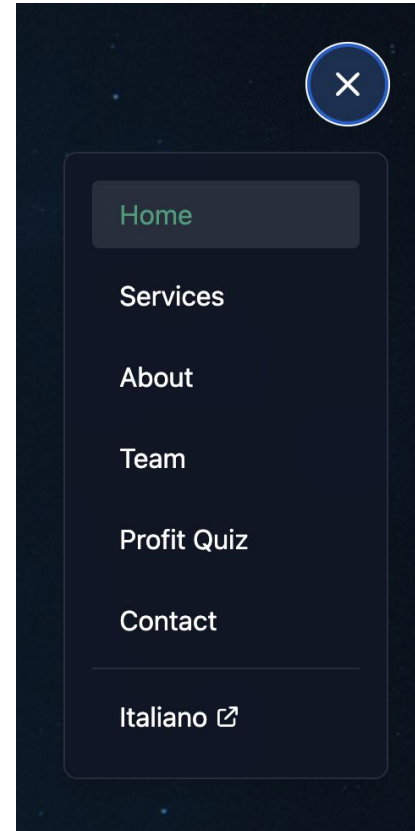 Home
Services
About
Team
Profit Quiz
Contact
Italiano